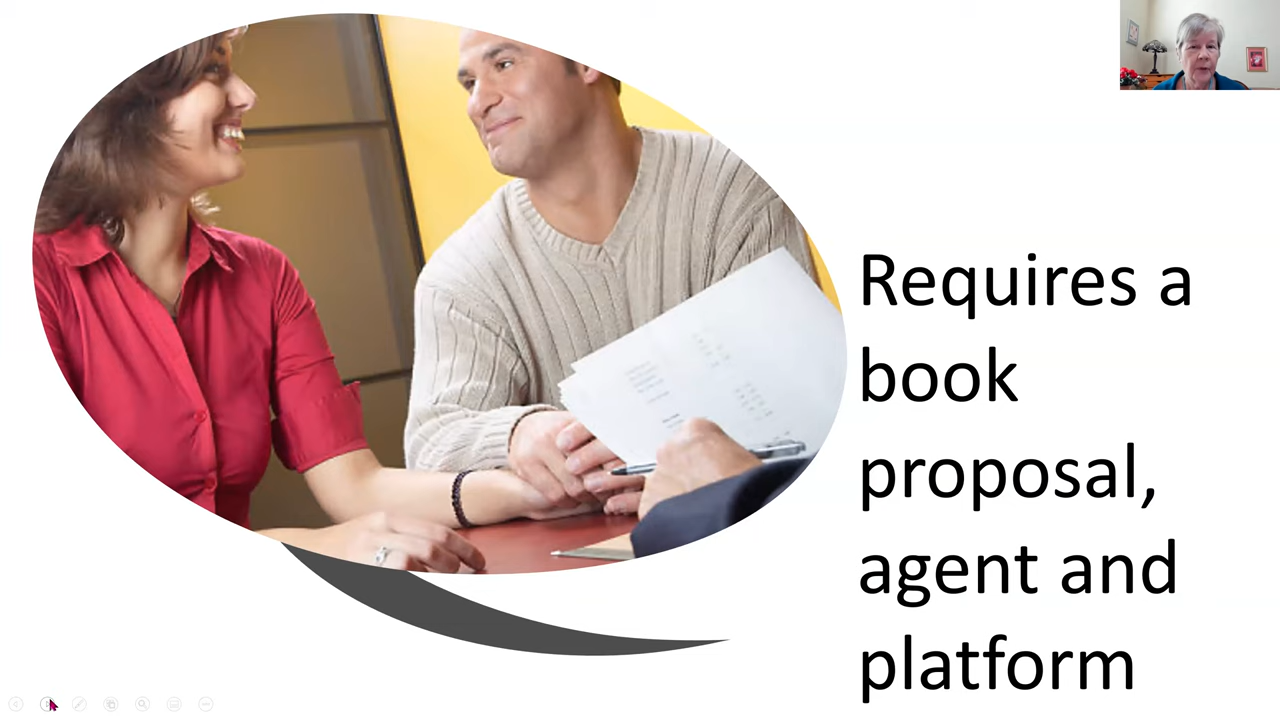 Requires a
book
proposal,
agent and
platform